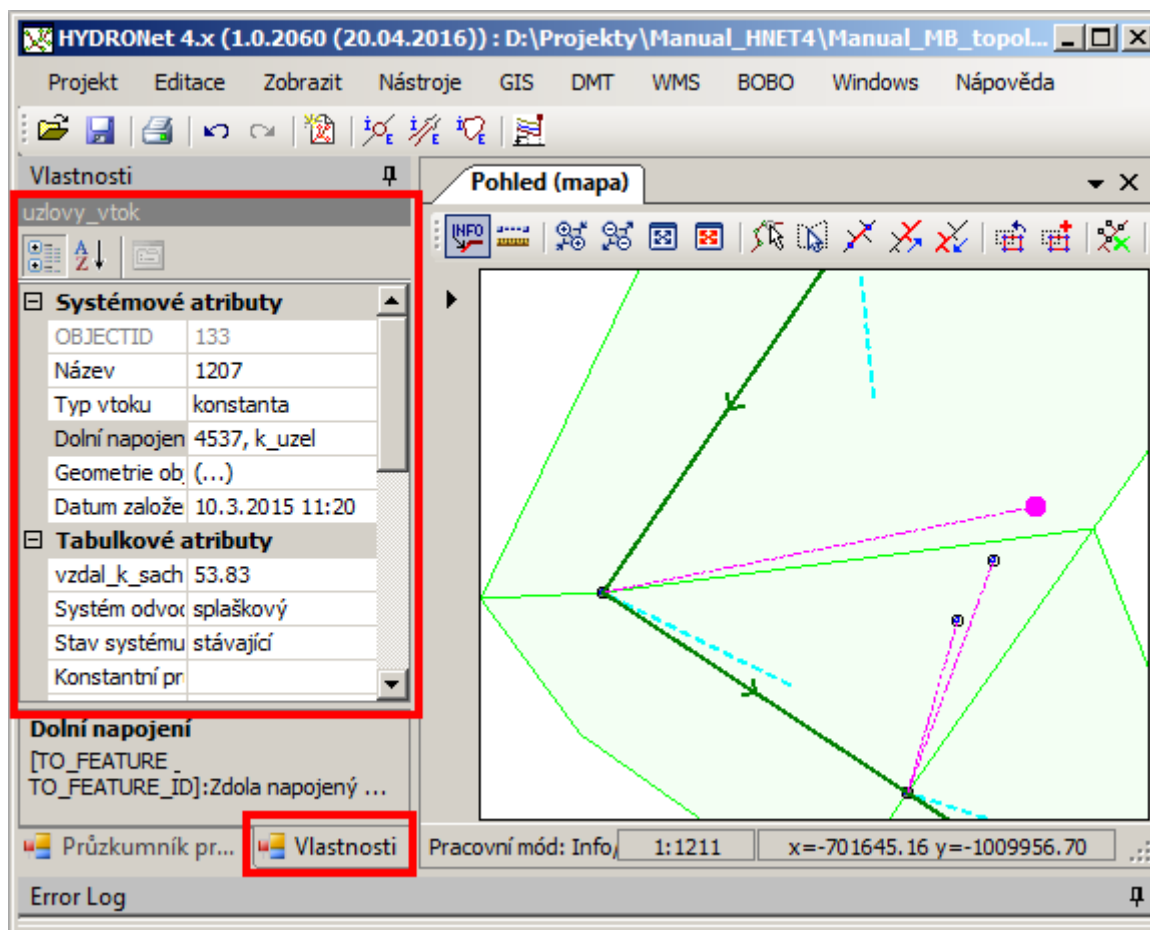 HYDRONet 4.x (1.0.2060 (20.04.2016)) : D:\Projekty\Manual_HNET4\Manual_MB_topol...
Projekt Editace Zobrazit Nástroje GIS DMT WMS BOBO Windows Nápověda
Vlastnosti
Pohled (mapa)
uzlovy_vtok
INFO
Systémové atributy
OBJECTID 133
Název 1207
Typ vtoku konstanta
Dolní napojen 4537, k_uzel
Geometrie obj (...)
Datum založe 10.3.2015 11:20
Tabulkové atributy
vzdal_k_sach 53.83
Systém odvod splaškový
Stav systému stávající
Konstantní pr
Dolní napojení
[TO_FEATURE _
TO_FEATURE_ID]:Zdola napojený ...
Průzkumník pr... Vlastnosti
Pracovní mód: Info/ 1:1211 x=-701645.16 y=-1009956.70
Error Log